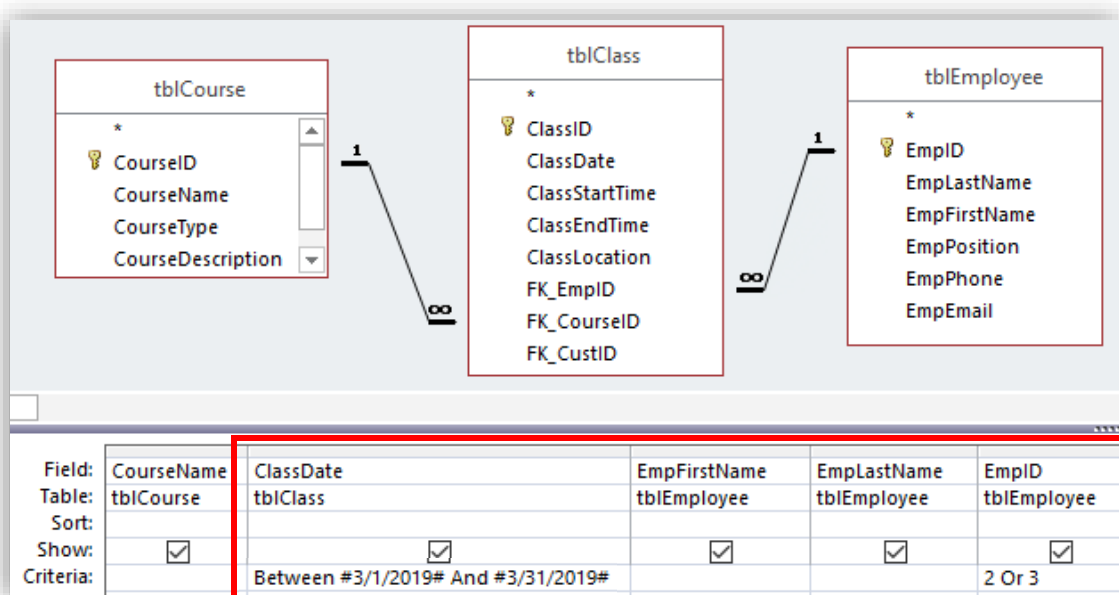 tblCourse
*
CourseID
CourseName
CourseType
CourseDescription
1
∞
tblClass
*
ClassID
ClassDate
ClassStartTime
ClassEndTime
ClassLocation
FK_EmpID
FK_CourseID
FK_CustID
1
∞
tblEmployee
*
EmpID
EmpLastName
EmpFirstName
EmpPosition
EmpPhone
EmpEmail
Field: CourseName ClassDate EmpFirstName EmpLastName EmpID
Table: tblCourse tblClass tblEmployee tblEmployee tblEmployee
Sort:
Show:
Criteria: Between #3/1/2019# And #3/31/2019# 2 Or 3